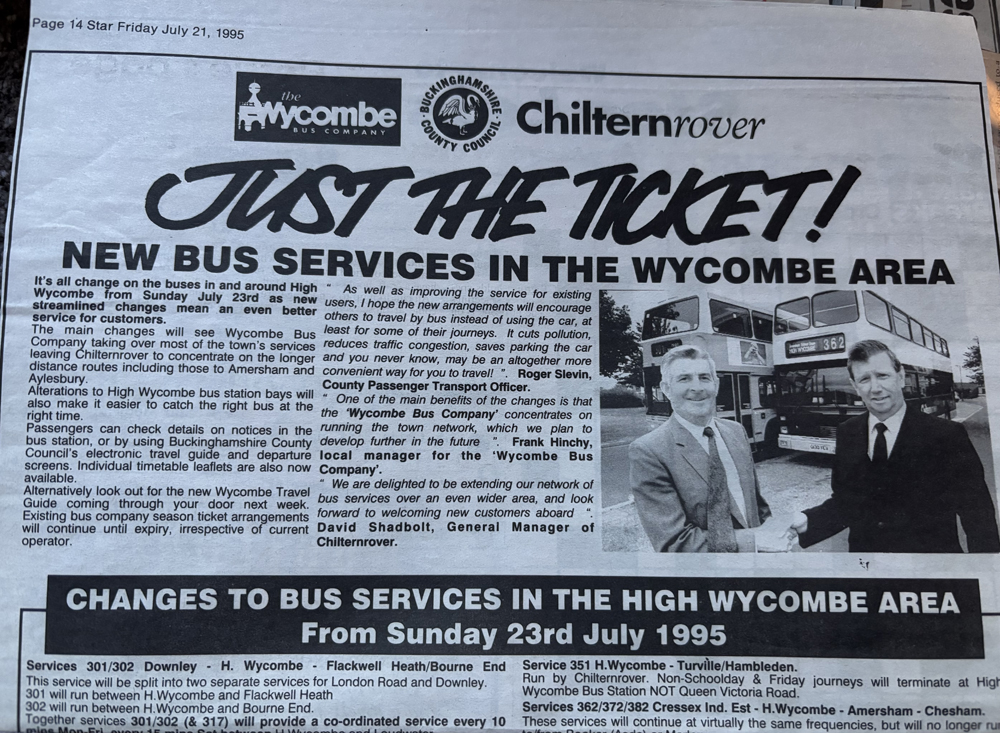 Page 14 Star Friday July 21, 1995
the
Wycombe
BUS COMPANY
BUCKINGHAMSHIRE
COUNTY COUNCIL
Chilternrover
JUST THE TICKET!
NEW BUS SERVICES IN THE WYCOMBE AREA
It's all change on the buses in and around High
Wycombe from Sunday July 23rd as new
streamlined changes mean an even better
service for customers.
The main changes will see Wycombe Bus
Company taking over most of the town's services
leaving Chilternrover to concentrate on the longer
distance routes including those to Amersham and
Aylesbury.
Alterations to High Wycombe bus station bays will
also make it easier to catch the right bus at the
right time.
Passengers can check details on notices in the
bus station, or by using Buckinghamshire County
Council's electronic travel guide and departure
screens. Individual timetable leaflets are also now
available.
Alternatively look out for the new Wycombe Travel
Guide coming through your door next week.
Existing bus company season ticket arrangements
will continue until expiry, irrespective of current
operator.
" As well as improving the service for existing
users, I hope the new arrangements will encourage
others to travel by bus instead of using the car, at
least for some of their journeys. It cuts pollution,
reduces traffic congestion, saves parking the car
and you never know, may be an altogether more
convenient way for you to travel! ". Roger Slevin,
County Passenger Transport Officer.
" One of the main benefits of the changes is that
the 'Wycombe Bus Company' concentrates on
running the town network, which we plan to
develop further in the future ". Frank Hinchy,
local manager for the 'Wycombe Bus
Company'.
" We are delighted to be extending our network of
bus services over an even wider area, and look
forward to welcoming new customers aboard ".
David Shadbolt, General Manager of
Chilternrover.
362
CHANGES TO BUS SERVICES IN THE HIGH WYCOMBE AREA
From Sunday 23rd July 1995
Services 301/302 Downley - H. Wycombe - Flackwell Heath/Bourne End
This service will be split into two separate services for London Road and Downley.
301 will run between H.Wycombe and Flackwell Heath
302 will run between H.Wycombe and Bourne End.
Together services 301/302 (& 317) will provide a co-ordinated service every 10
mins Mon-Fri, every 15 mins Sat between H.Wycombe and Loudwater
Service 351 H.Wycombe - Turville/Hambleden.
Run by Chilternrover. Non-Schoolday & Friday journeys will terminate at High
Wycombe Bus Station NOT Queen Victoria Road.
Services 362/372/382 Cressex Ind. Est - H.Wycombe - Amersham - Chesham.
These services will continue at virtually the same frequencies, but will no longer run